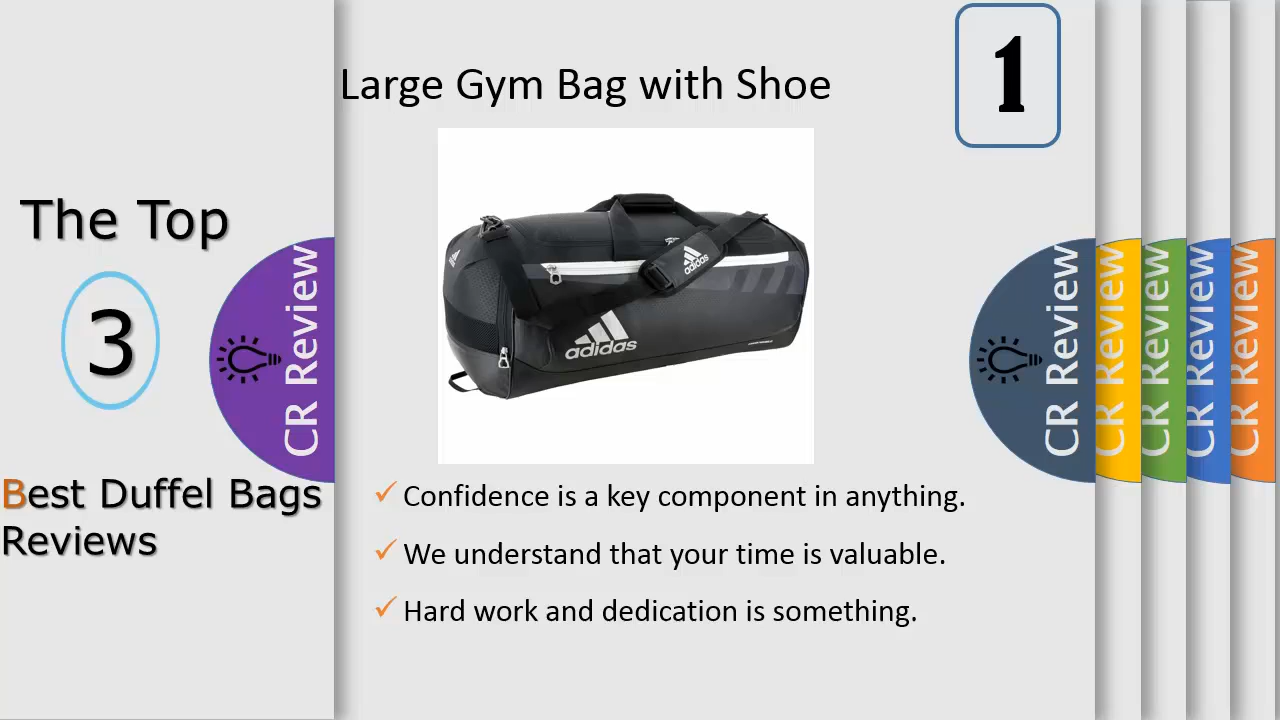 The Top
3
Best Duffel Bags
Reviews
CR Review
Large Gym Bag with Shoe
1
adidas
adidas
Confidence is a key component in anything.
We understand that your time is valuable.
Hard work and dedication is something.
CR Review
CR Review
CR Review
CR Review
CR Review